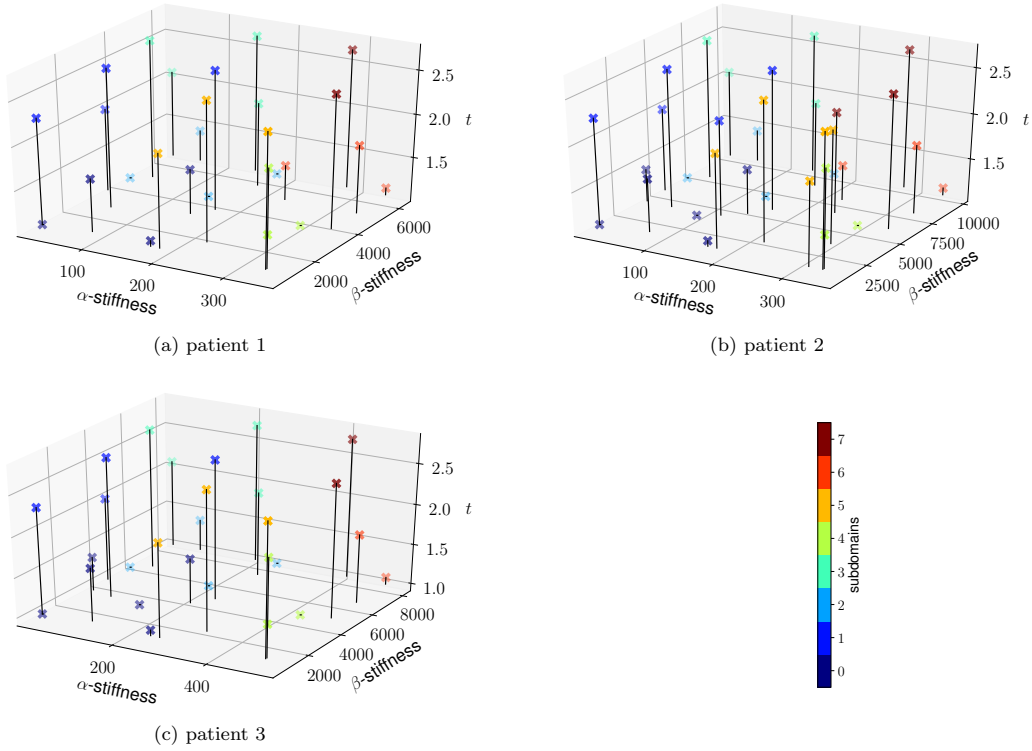 2.5
2.0
t
1.5
6000
4000
2000
100
200
300
α-stiffness
β-stiffness
(a) patient 1
2.5
2.0
t
1.5
10000
7500
5000
2500
100
200
300
α-stiffness
β-stiffness
(b) patient 2
2.5
2.0
t
1.5
1.0
8000
6000
4000
2000
200
400
α-stiffness
β-stiffness
(c) patient 3
7
6
5
4
3
2
1
0
subdomains